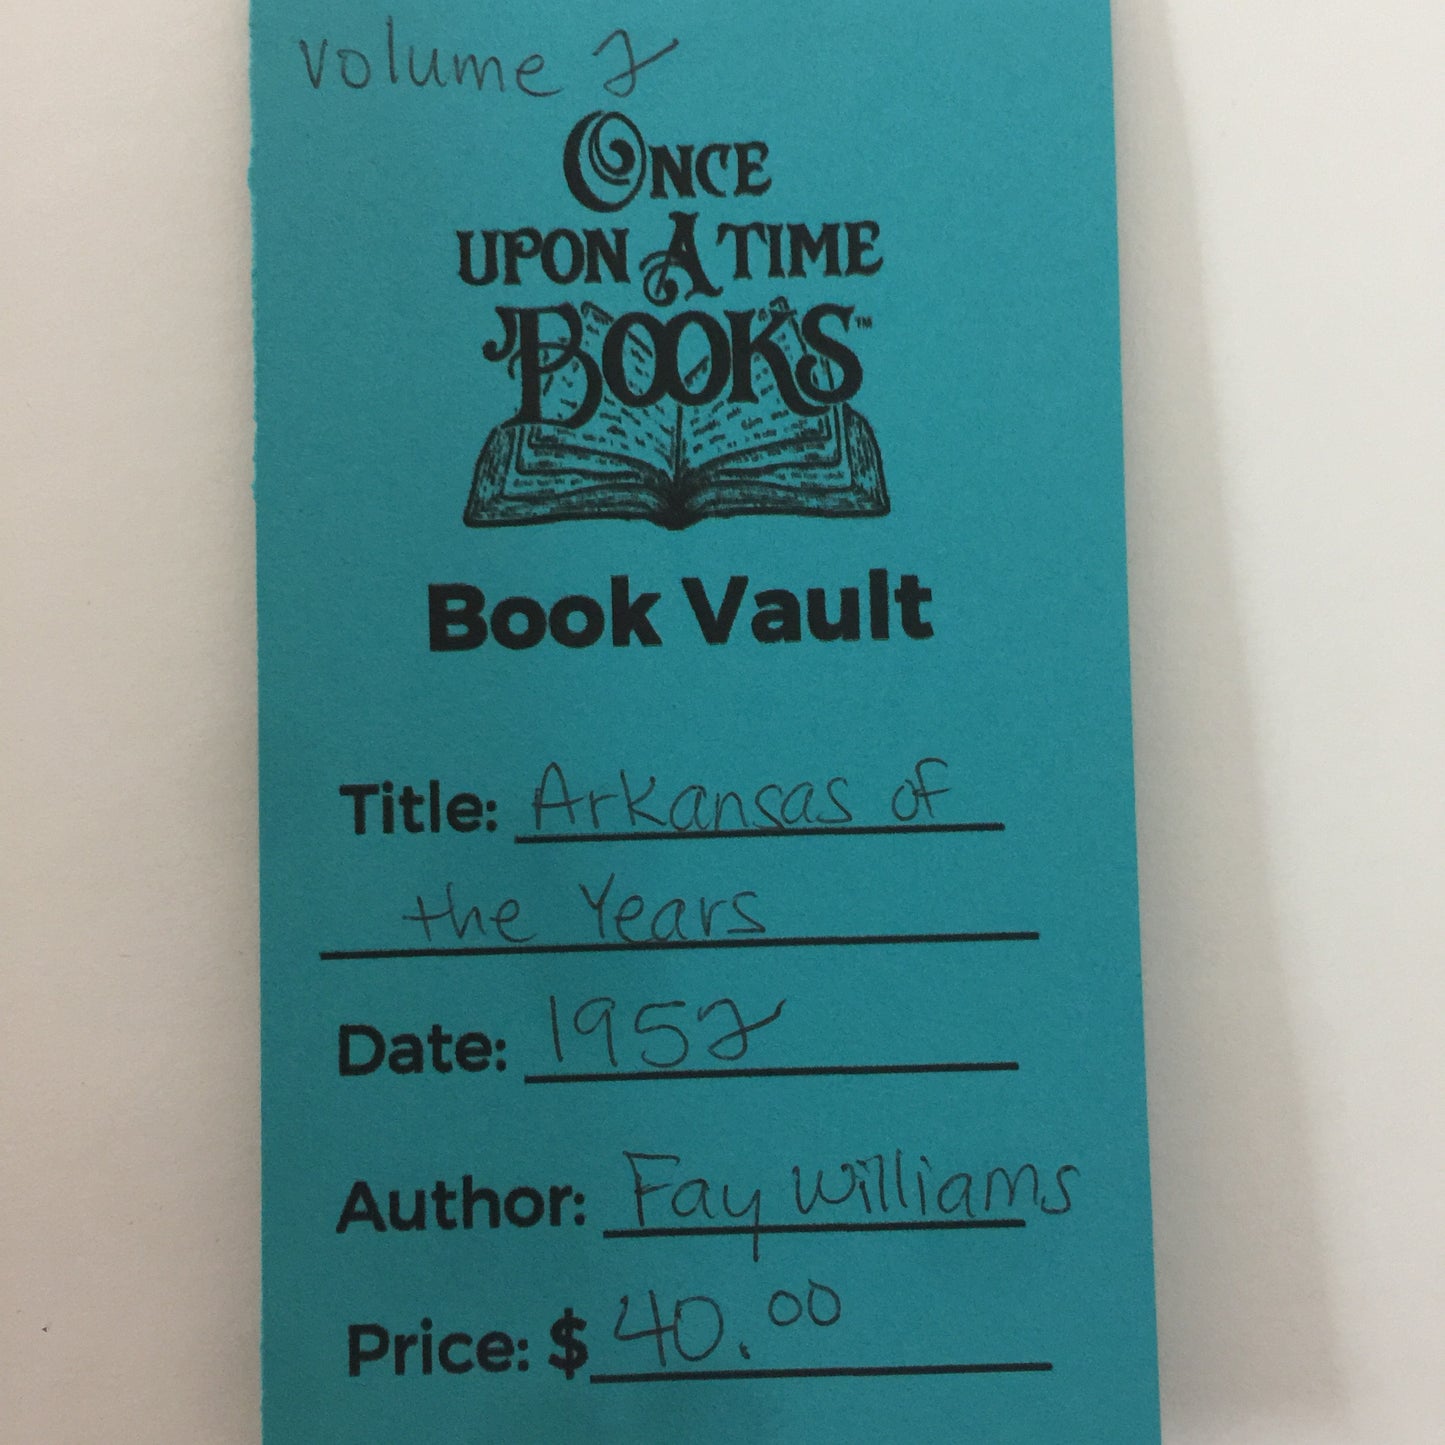 volume 2
ONCE
UPON A TIME
BOOKS™
Book Vault
Title: Arkansas of
the Years
Date: 1952
Author: Fay Williams
Price: $40.00